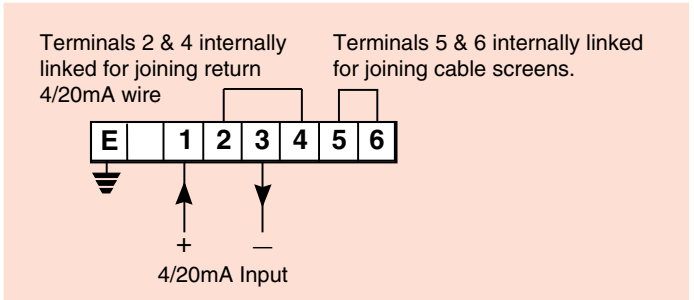 Terminals 2 & 4 internally
linked for joining return
4/20mA wire
Terminals 5 & 6 internally linked
for joining cable screens.
E 1 2 3 4 5 6
+ —
4/20mA Input